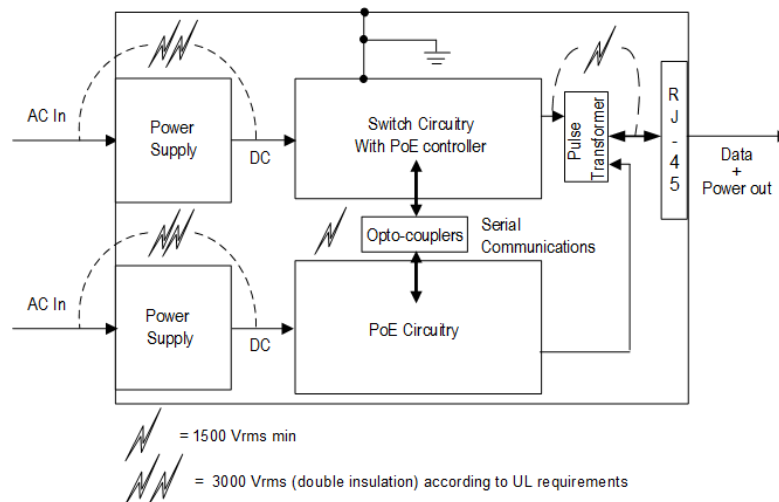 AC In
Power
Supply
DC
Switch Circuitry
With PoE controller
Pulse
Transformer
R
J
-
4
5
Data
+
Power out
Opto-couplers
Serial
Communications
AC In
Power
Supply
DC
PoE Circuitry
= 1500 Vrms min
= 3000 Vrms (double insulation) according to UL requirements